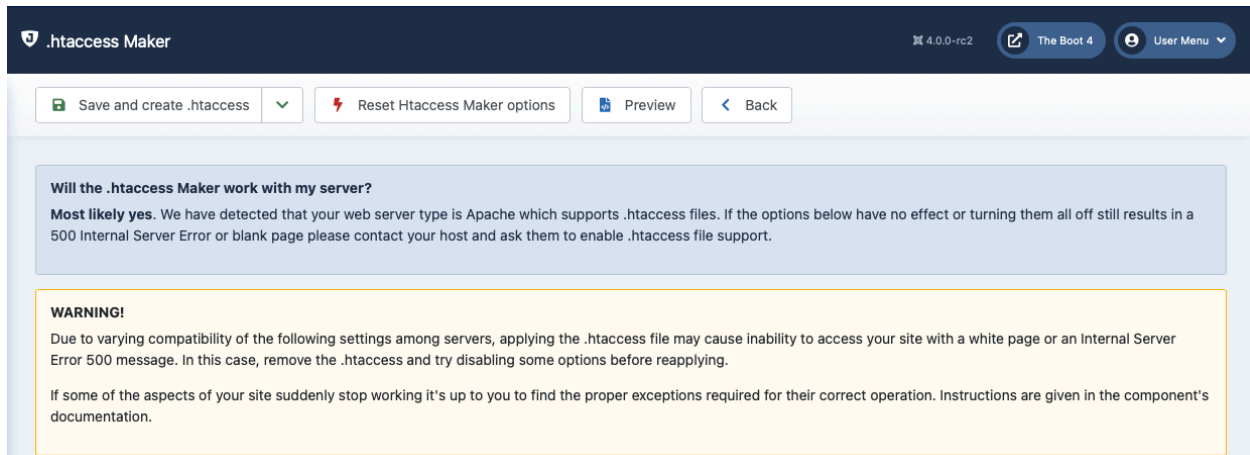 .htaccess Maker
4.0.0-rc2
The Boot 4
User Menu
Save and create .htaccess
Reset Htaccess Maker options
Preview
Back
Will the .htaccess Maker work with my server?
Most likely yes. We have detected that your web server type is Apache which supports .htaccess files. If the options below have no effect or turning them all off still results in a
500 Internal Server Error or blank page please contact your host and ask them to enable .htaccess file support.
WARNING!
Due to varying compatibility of the following settings among servers, applying the .htaccess file may cause inability to access your site with a white page or an Internal Server
Error 500 message. In this case, remove the .htaccess and try disabling some options before reapplying.
If some of the aspects of your site suddenly stop working it's up to you to find the proper exceptions required for their correct operation. Instructions are given in the component's
documentation.